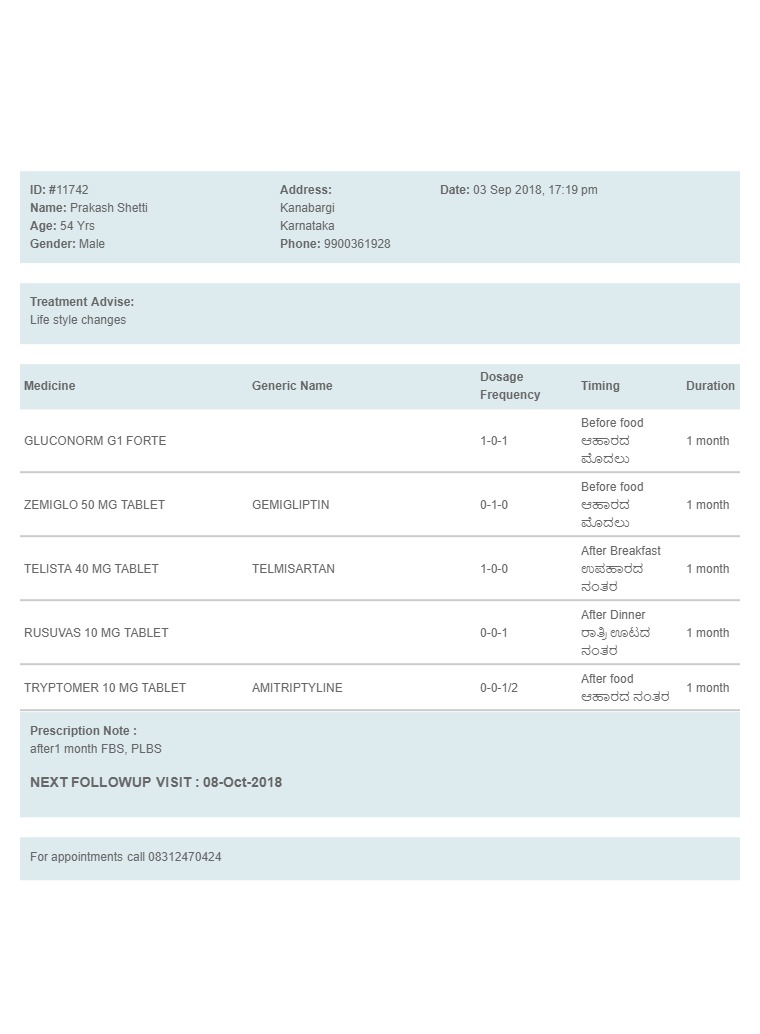 ID: #11742
Name: Prakash Shetti
Age: 54 Yrs
Gender: Male
Address:
Kanabargi
Karnataka
Phone: 9900361928
Date: 03 Sep 2018, 17:19 pm
Treatment Advise:
Life style changes
Medicine Generic Name Dosage Frequency Timing Duration
GLUCONORM G1 FORTE 1-0-1 Before food 1 month
ಆಹಾರದ
ಮೊದಲು
ZEMIGLO 50 MG TABLET GEMIGLIPTIN 0-1-0 Before food 1 month
ಆಹಾರದ
ಮೊದಲು
TELISTA 40 MG TABLET TELMISARTAN 1-0-0 After Breakfast 1 month
ಉಪಹಾರದ
ನಂತರ
RUSUVAS 10 MG TABLET 0-0-1 After Dinner 1 month
ರಾತ್ರಿ ಊಟದ
ನಂತರ
TRYPTOMER 10 MG TABLET AMITRIPTYLINE 0-0-1/2 After food 1 month
ಆಹಾರದ ನಂತರ
Prescription Note :
after1 month FBS, PLBS
NEXT FOLLOWUP VISIT : 08-Oct-2018
For appointments call 08312470424